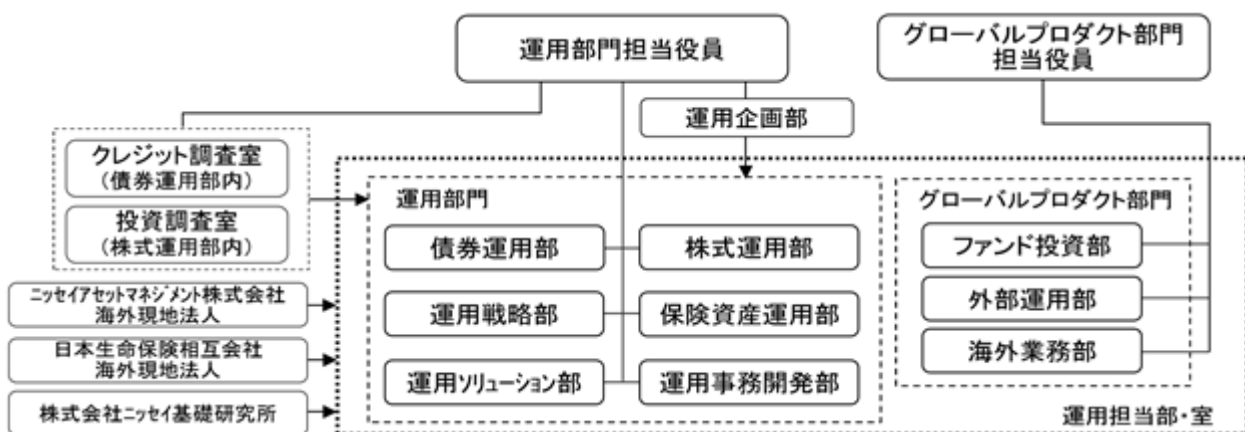 運用部門担当役員
グローバルプロダクト部門
担当役員
運用企画部
クレジット調査室
（債券運用部内）
投資調査室
（株式運用部内）
ニッセイアセットマネジメント株式会社
海外現地法人
日本生命保険相互会社
海外現地法人
株式会社ニッセイ基礎研究所
運用部門
債券運用部
株式運用部
運用戦略部
保険資産運用部
運用ソリューション部
運用事務開発部
グローバルプロダクト部門
ファンド投資部
外部運用部
海外業務部
運用担当部・室